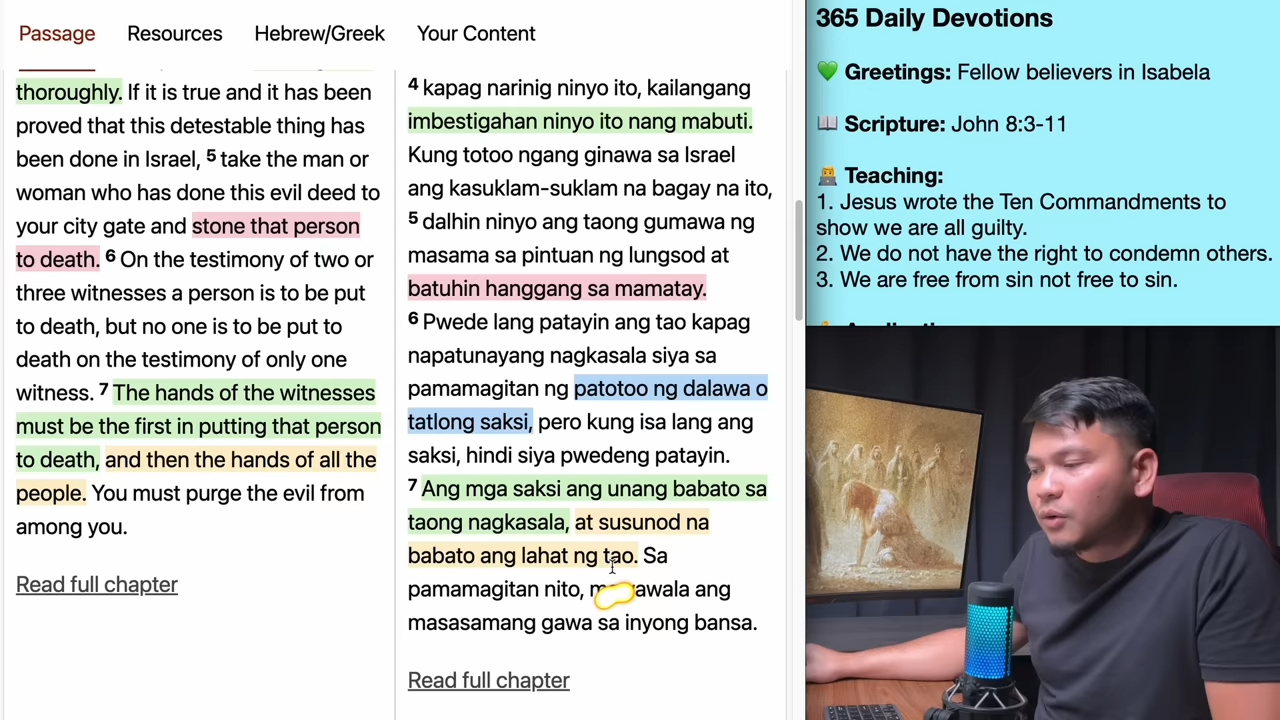 Passage
Resources
Hebrew/Greek
Your Content
thoroughly. If it is true and it has been
proved that this detestable thing has
been done in Israel, 5 take the man or
woman who has done this evil deed to
your city gate and stone that person
to death. 6 On the testimony of two or
three witnesses a person is to be put
to death, but no one is to be put to
death on the testimony of only one
witness. 7 The hands of the witnesses
must be the first in putting that person
to death, and then the hands of all the
people. You must purge the evil from
among you.
Read full chapter
4 kapag narinig ninyo ito, kailangang
imbestigahan ninyo ito nang mabuti.
Kung totoo ngang ginawa sa Israel
ang kasuklam-suklam na bagay na ito,
5 dalhin ninyo ang taong gumawa ng
masama sa pintuan ng lungsod at
batuhin hanggang sa mamatay.
6 Pwede lang patayin ang tao kapag
napatunayang nagkasala siya sa
pamamagitan ng patotoo ng dalawa o
tatlong saksi, pero kung isa lang ang
saksi, hindi siya pwedeng patayin.
7 Ang mga saksi ang unang babato sa
taong nagkasala, at susunod na
babato ang lahat ng tao. Sa
pamamagitan nito, ang
masasamang gawa sa inyong bansa.
Read full chapter
365 Daily Devotions
💚 Greetings: Fellow believers in Isabela
📖 Scripture: John 8:3-11
👨‍💻 Teaching:
1. Jesus wrote the Ten Commandments to
show we are all guilty.
2. We do not have the right to condemn others.
3. We are free from sin not free to sin.